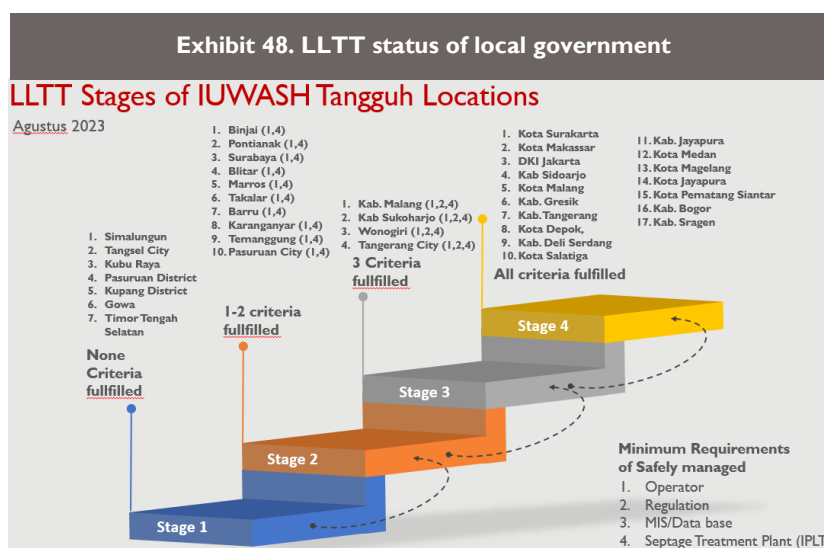 Exhibit 48. LLTT status of local government
LLTT Stages of IUWASH Tangguh Locations
Agustus 2023
1. Simalungun
2. Tangsel City
3. Kubu Raya
4. Pasuruan District
5. Kupang District
6. Gowa
7. Timor Tengah
Selatan
None
Criteria
fullfilled
1. Binjai (1,4)
2. Pontianak (1,4)
3. Surabaya (1,4)
4. Blitar (1,4)
5. Marros (1,4)
6. Takalar (1,4)
7. Barru (1,4)
8. Karanganyar (1,4)
9. Temanggung (1,4)
10. Pasuruan City (1,4)
1-2 criteria
fullfilled
1. Kab. Malang (1,2,4)
2. Kab Sukoharjo (1,2,4)
3. Wonogiri (1,2,4)
4. Tangerang City (1,2,4)
3 Criteria
fullfilled
1. Kota Surakarta
2. Kota Makassar
3. DKI Jakarta
4. Kab Sidoarjo
5. Kota Malang
6. Kab. Gresik
7. Kab. Tangerang
8. Kota Depok,
9. Kab. Deli Serdang
10. Kota Salatiga
11. Kab. Jayapura
12. Kota Medan
13. Kota Magelang
14. Kota Jayapura
15. Kota Pematang Siantar
16. Kab. Bogor
17. Kab. Sragen
All criteria fulfilled
Stage 4
Stage 3
Stage 2
Stage 1
Minimum Requirements
of Safely managed
1. Operator
2. Regulation
3. MIS/Data base
4. Septage Treatment Plant (IPLT